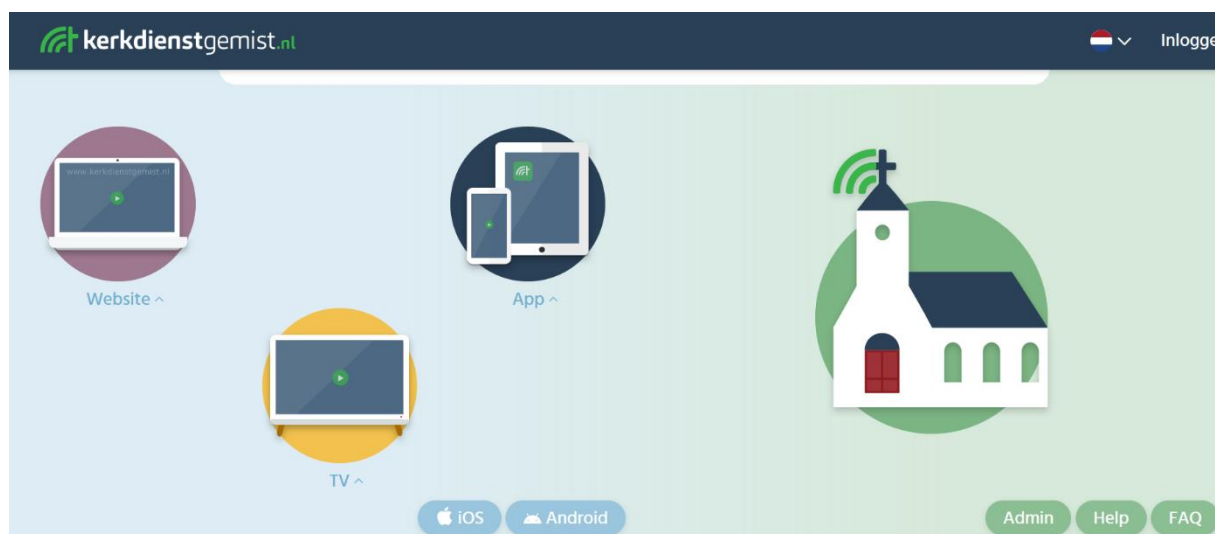 kerkdienstgemist.nl
Inlogge
www.kerkdienstgemist.nl
Website
App
TV
iOS
Android
Admin
Help
FAQ